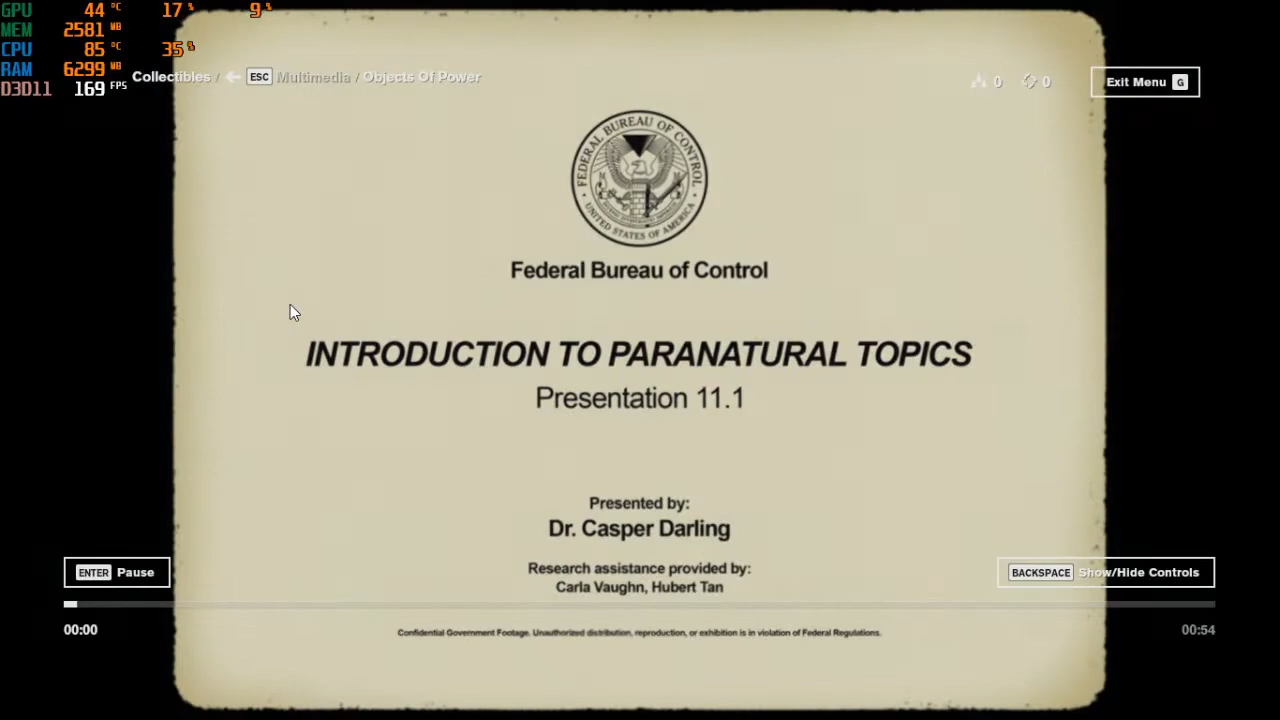 GPU 44 °C 17 % 9 %
MEM 2581 MB
CPU 85 °C 35 %
RAM 6299 MB
D3D11 169 FPS
Collectibles / ESC Multimedia / Objects Of Power
0 0
Exit Menu G
FEDERAL BUREAU OF CONTROL
UNITED STATES OF AMERICA
Federal Bureau of Control
INTRODUCTION TO PARANATURAL TOPICS
Presentation 11.1
Presented by:
Dr. Casper Darling
Research assistance provided by:
Carla Vaughn, Hubert Tan
ENTER Pause
BACKSPACE Show/Hide Controls
00:00
00:54
Confidential Government Footage. Unauthorized distribution, reproduction, or exhibition is in violation of Federal Regulations.